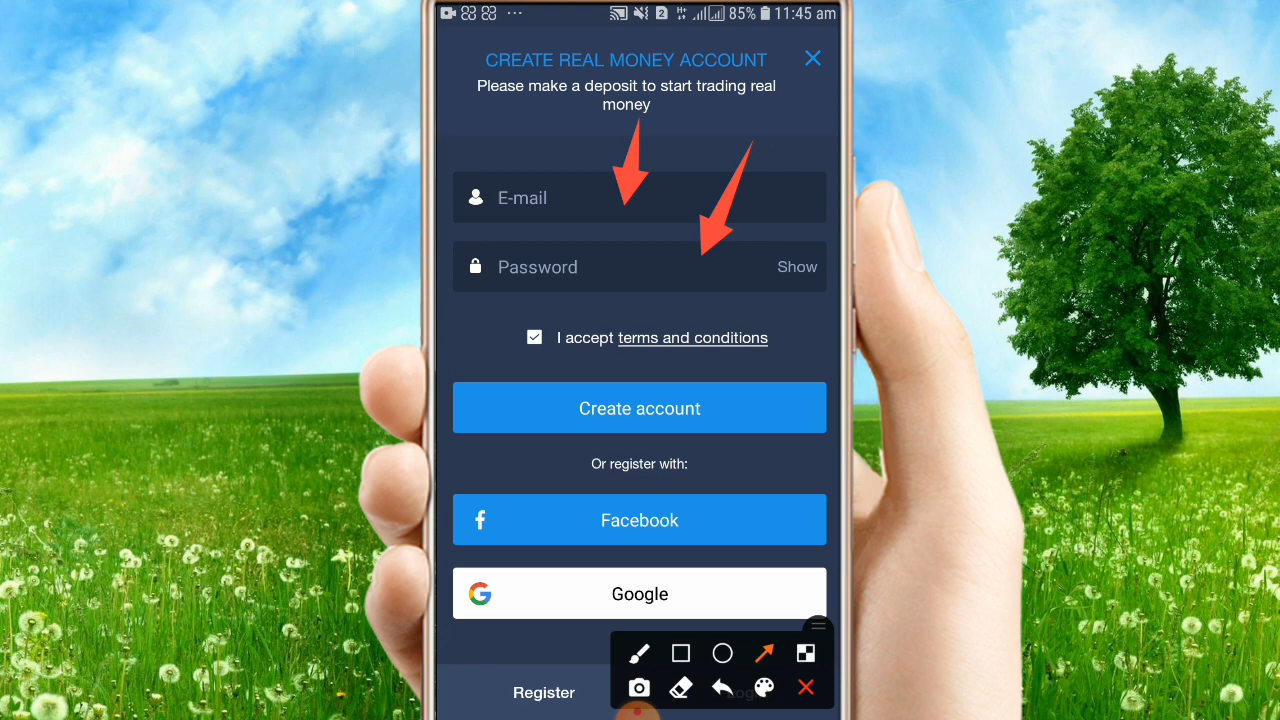 2 85% 11:45 am
CREATE REAL MONEY ACCOUNT
Please make a deposit to start trading real
money
E-mail
Password Show
I accept terms and conditions
Create account
Or register with:
Facebook
Google
Register